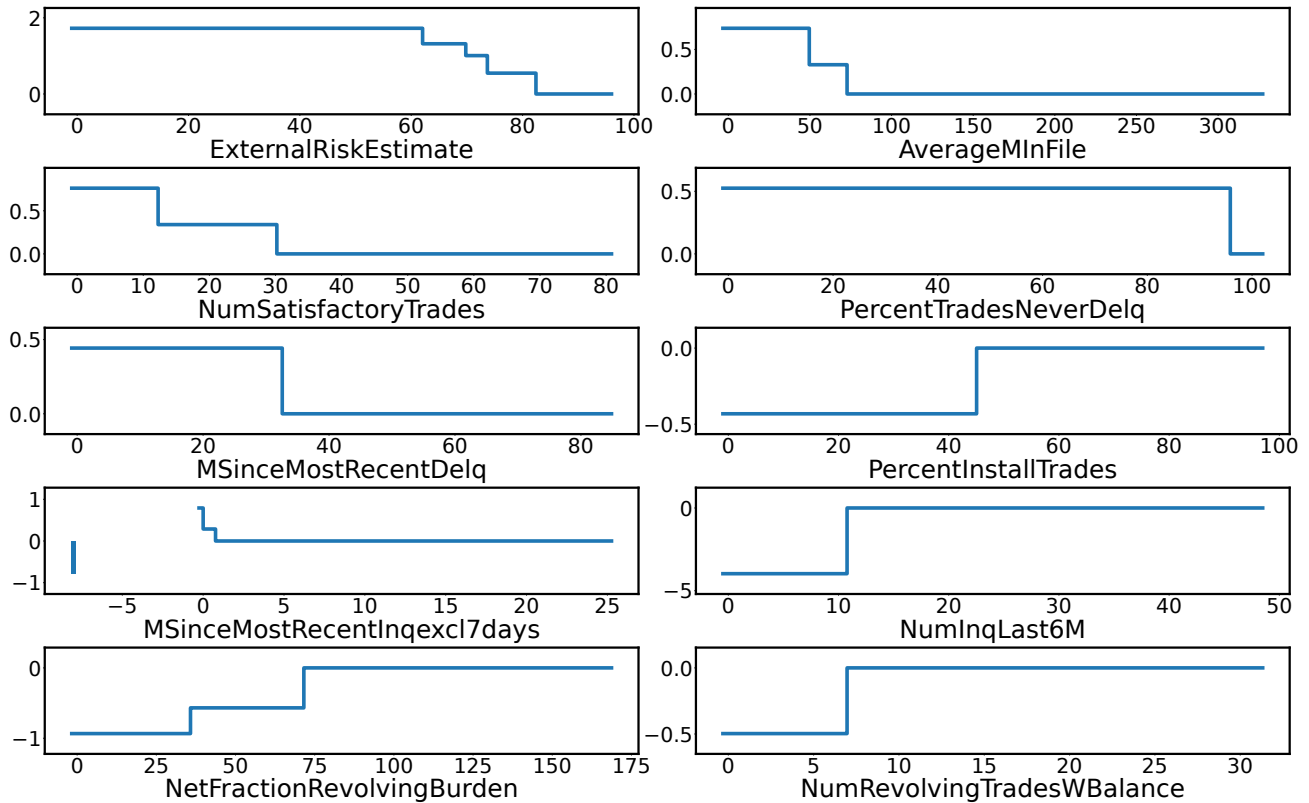 2
0
0 20 40 60 80 100
ExternalRiskEstimate
0.5
0.0
0 50 100 150 200 250 300
AverageMInFile
0.5
0.0
0 10 20 30 40 50 60 70 80
NumSatisfactoryTrades
0.5
0.0
0 20 40 60 80 100
PercentTradesNeverDelq
0.5
0.0
0 20 40 60 80
MSinceMostRecentDelq
0.0
−0.5
0 20 40 60 80 100
PercentInstallTrades
1
0
−1
−5 0 5 10 15 20 25
MSinceMostRecentInqexcl7days
0
−5
0 10 20 30 40 50
NumInqLast6M
0
−1
0 25 50 75 100 125 150 175
NetFractionRevolvingBurden
0.0
−0.5
0 5 10 15 20 25 30
NumRevolvingTradesWBalance